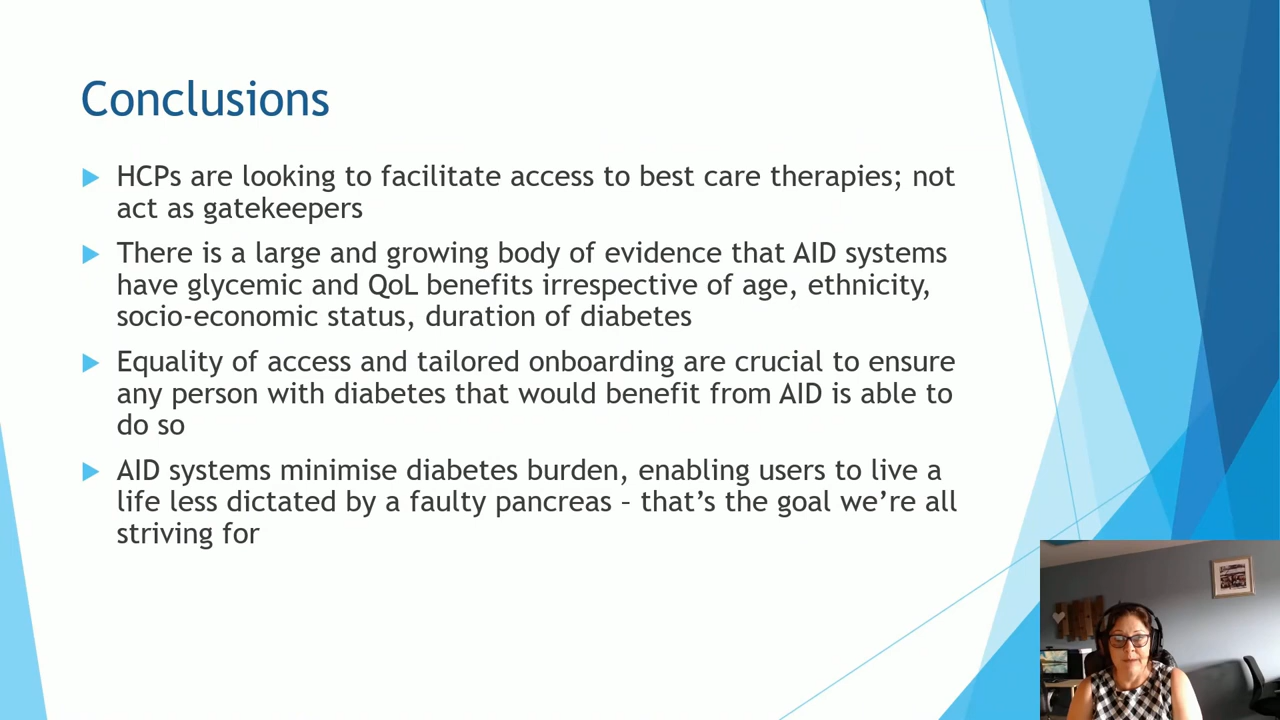 Conclusions
HCPs are looking to facilitate access to best care therapies; not
act as gatekeepers
There is a large and growing body of evidence that AID systems
have glycemic and QoL benefits irrespective of age, ethnicity,
socio-economic status, duration of diabetes
Equality of access and tailored onboarding are crucial to ensure
any person with diabetes that would benefit from AID is able to
do so
AID systems minimise diabetes burden, enabling users to live a
life less dictated by a faulty pancreas – that’s the goal we’re all
striving for